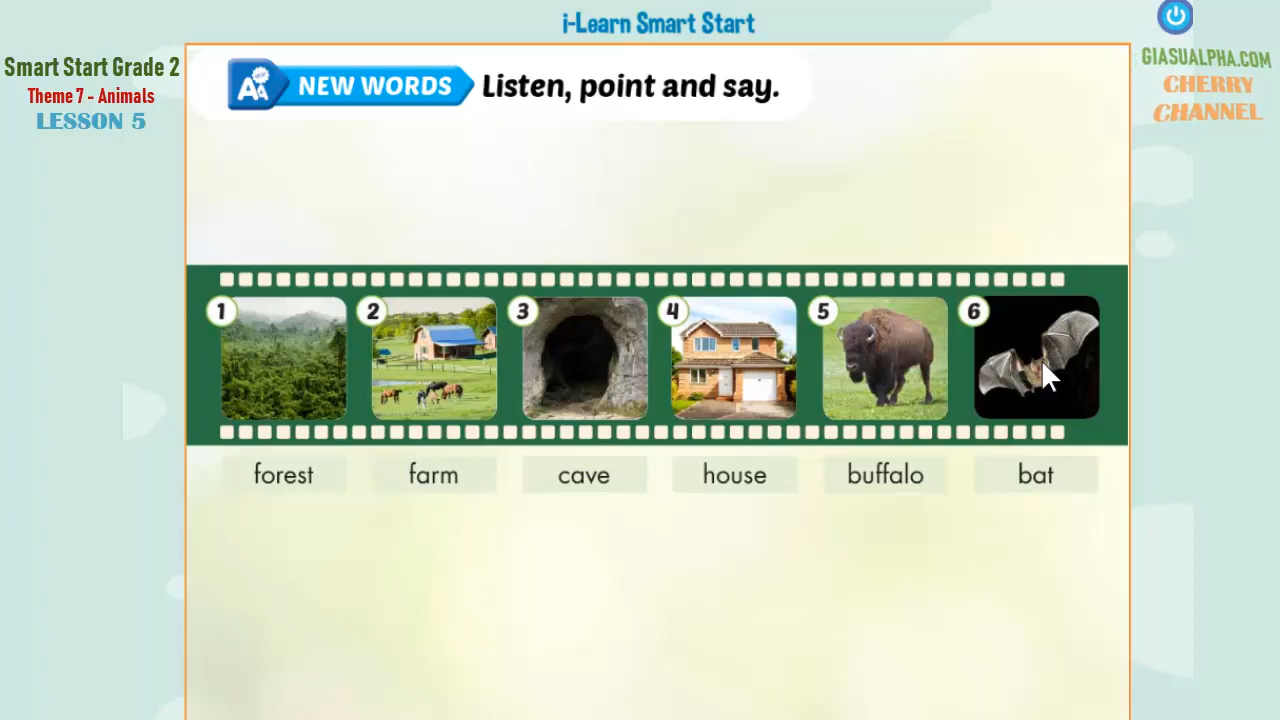 i-Learn Smart Start
Smart Start Grade 2
Theme 7 - Animals
LESSON 5
GIASUALPHA.COM
CHERRY
CHANNEL
NEW WORDS Listen, point and say.
1 2 3 4 5 6
forest farm cave house buffalo bat